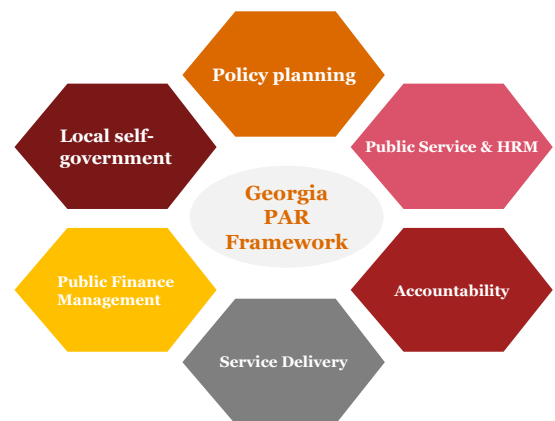 Policy planning
Local self-
government
Public Service & HRM
Georgia
PAR
Framework
Public Finance
Management
Accountability
Service Delivery